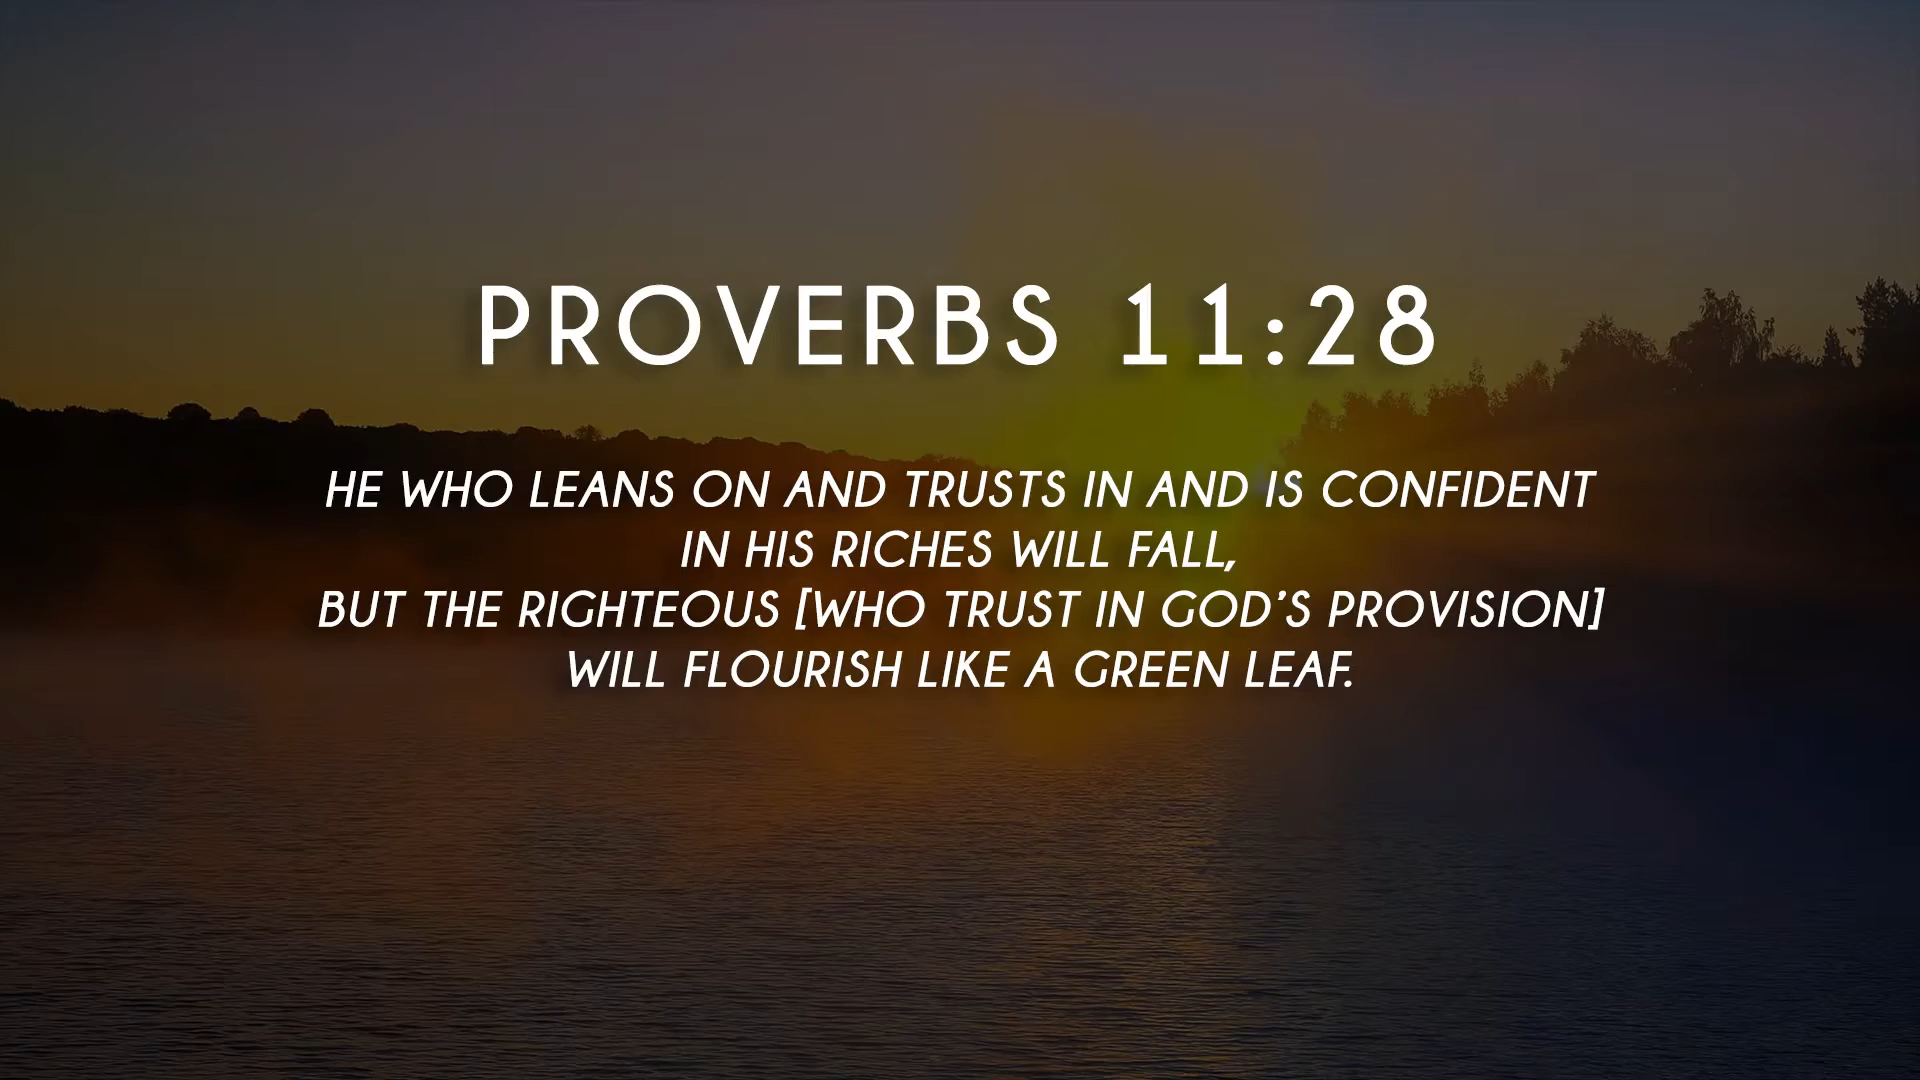 PROVERBS 11:28
HE WHO LEANS ON AND TRUSTS IN AND IS CONFIDENT
IN HIS RICHES WILL FALL,
BUT THE RIGHTEOUS [WHO TRUST IN GOD’S PROVISION]
WILL FLOURISH LIKE A GREEN LEAF.